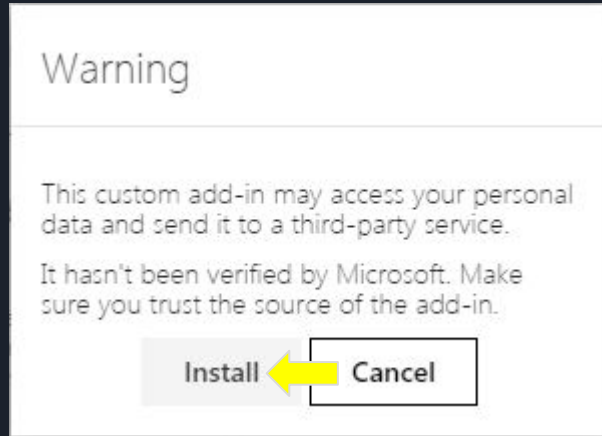 Warning
This custom add-in may access your personal
data and send it to a third-party service.
It hasn't been verified by Microsoft. Make
sure you trust the source of the add-in.
Install
Cancel